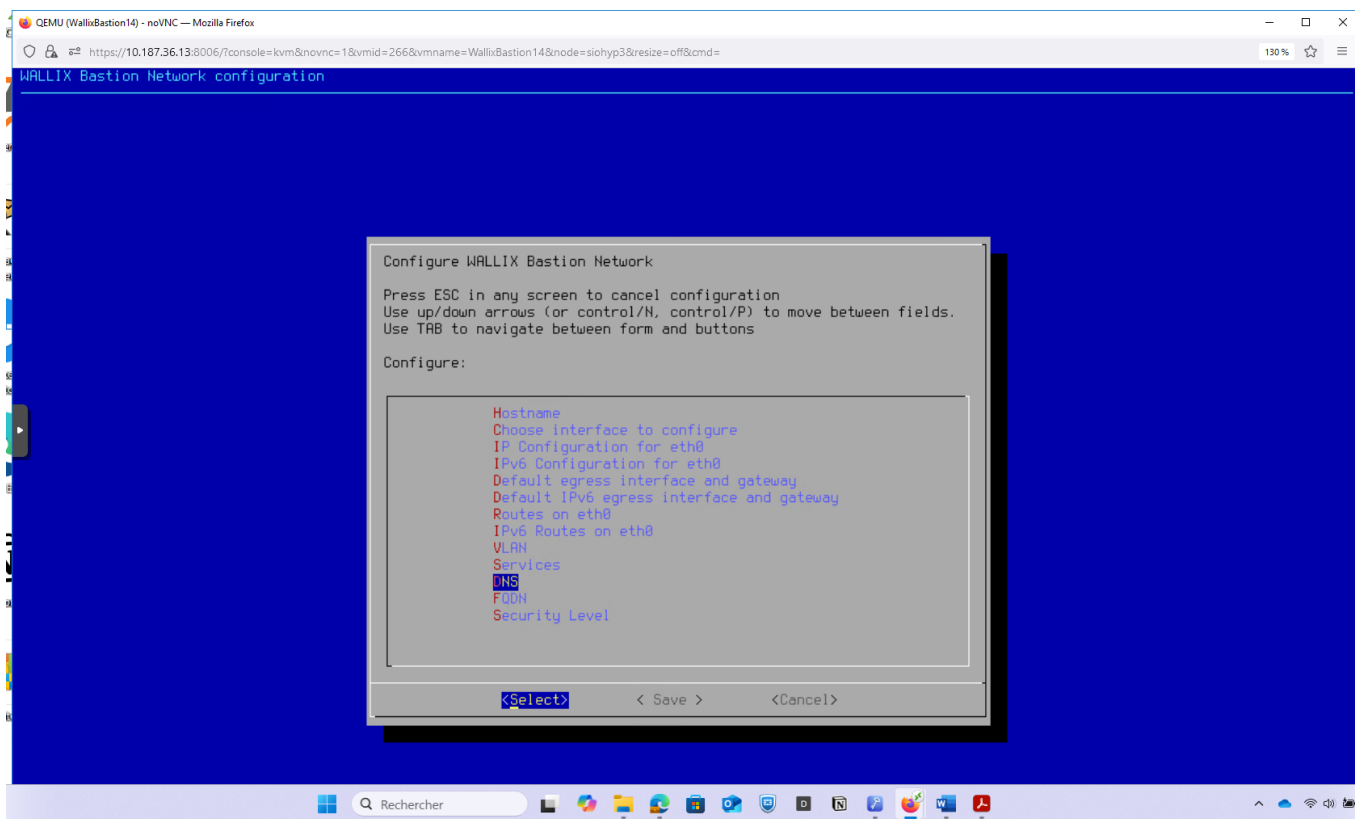 QEMU (WallixBastion14) - noVNC — Mozilla Firefox
https://10.187.36.13:8006/?console=kvm&novnc=1&vmid=266&vmname=WallixBastion14&node=siohyp3&resize=off&cmd=
130 %
WALLIX Bastion Network configuration
Configure WALLIX Bastion Network
Press ESC in any screen to cancel configuration
Use up/down arrows (or control/N, control/P) to move between fields.
Use TAB to navigate between form and buttons
Configure:
Hostname
Choose interface to configure
IP Configuration for eth0
IPv6 Configuration for eth0
Default egress interface and gateway
Default IPv6 egress interface and gateway
Routes on eth0
IPv6 Routes on eth0
VLAN
Services
DNS
FQDN
Security Level
<Select> < Save > <Cancel>
Rechercher